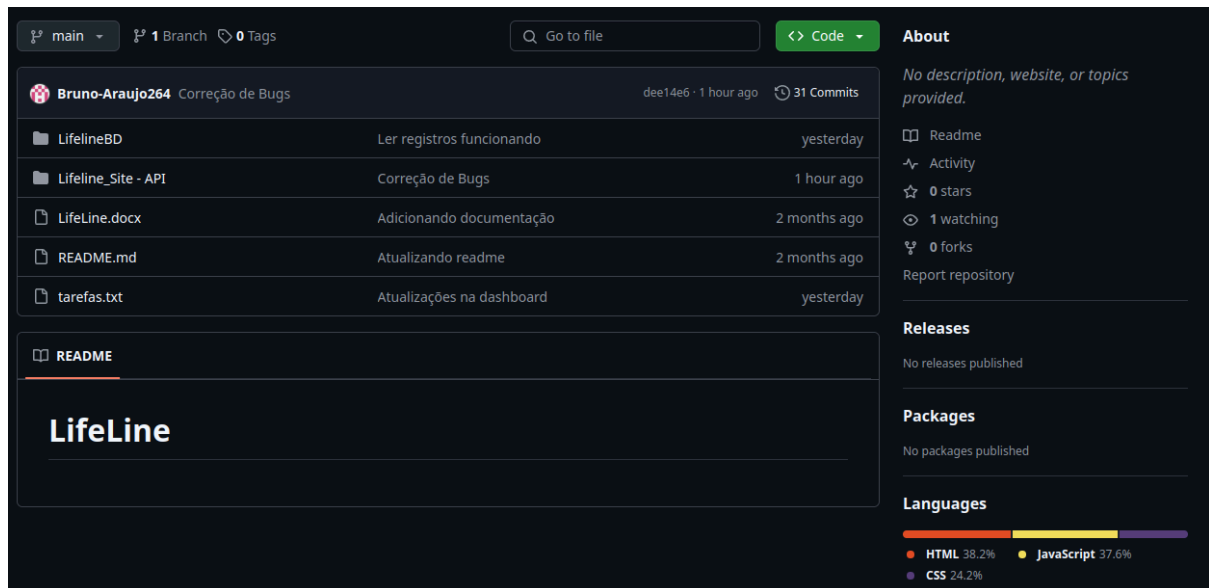 main 1 Branch 0 Tags Go to file Code
Bruno-Araujo264 Correção de Bugs dee14e6 · 1 hour ago 31 Commits
LifelineBD Ler registros funcionando yesterday
Lifeline_Site - API Correção de Bugs 1 hour ago
LifeLine.docx Adicionando documentação 2 months ago
README.md Atualizando readme 2 months ago
tarefas.txt Atualizações na dashboard yesterday
README
LifeLine
About
No description, website, or topics
provided.
Readme
Activity
0 stars
1 watching
0 forks
Report repository
Releases
No releases published
Packages
No packages published
Languages
HTML 38.2% JavaScript 37.6%
CSS 24.2%